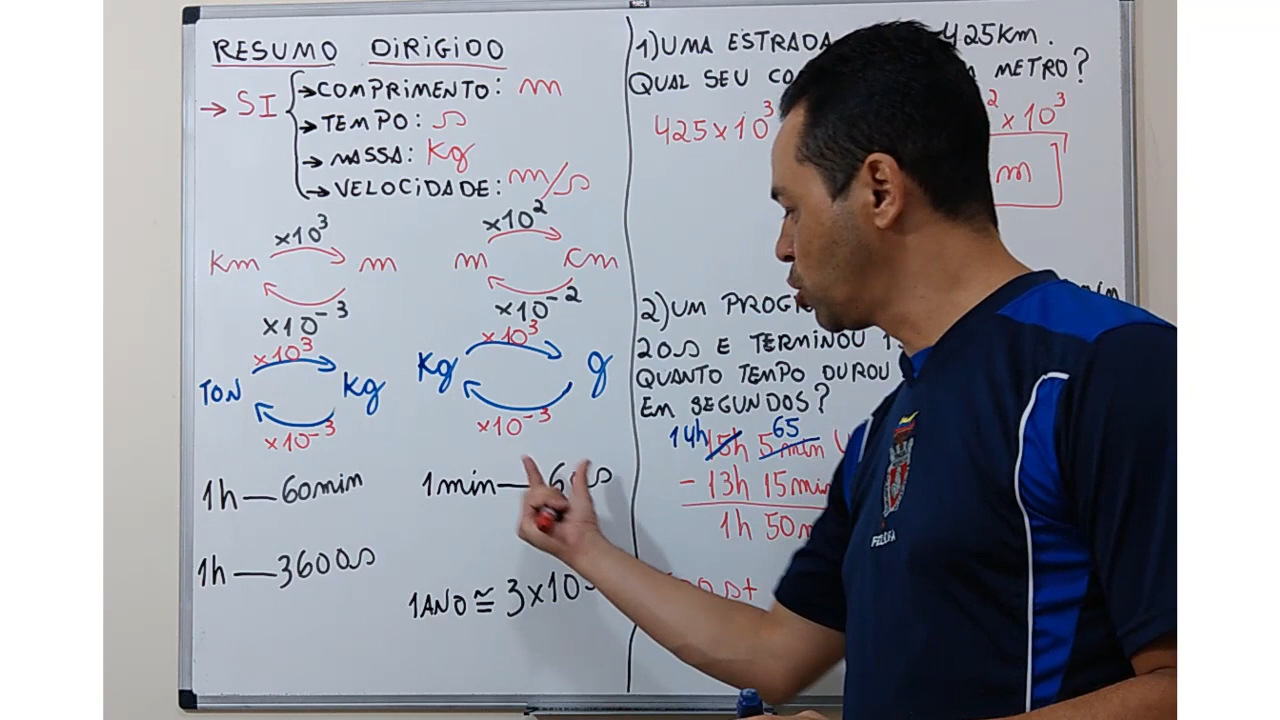 RESUMO DIRIGIDO
→ SI
→ COMPRIMENTO: m
→ TEMPO: s
→ MASSA: Kg
→ VELOCIDADE: m/s
×10³
Km m
×10⁻³
×10²
m cm
×10⁻²
×10³
TON Kg
×10⁻³
×10³
Kg g
×10⁻³
1h — 60min
1min — 60s
1h — 3600s
1ANO ≅ 3×10
1) UMA ESTRADA 425Km.
QUAL SEU METRO?
425×10³ ×10³
m
2) UM
20s E TERMINOU
QUANTO TEMPO DUROU
EM SEGUNDOS?
14h 65
15h 5min
- 13h 15min
1h 50